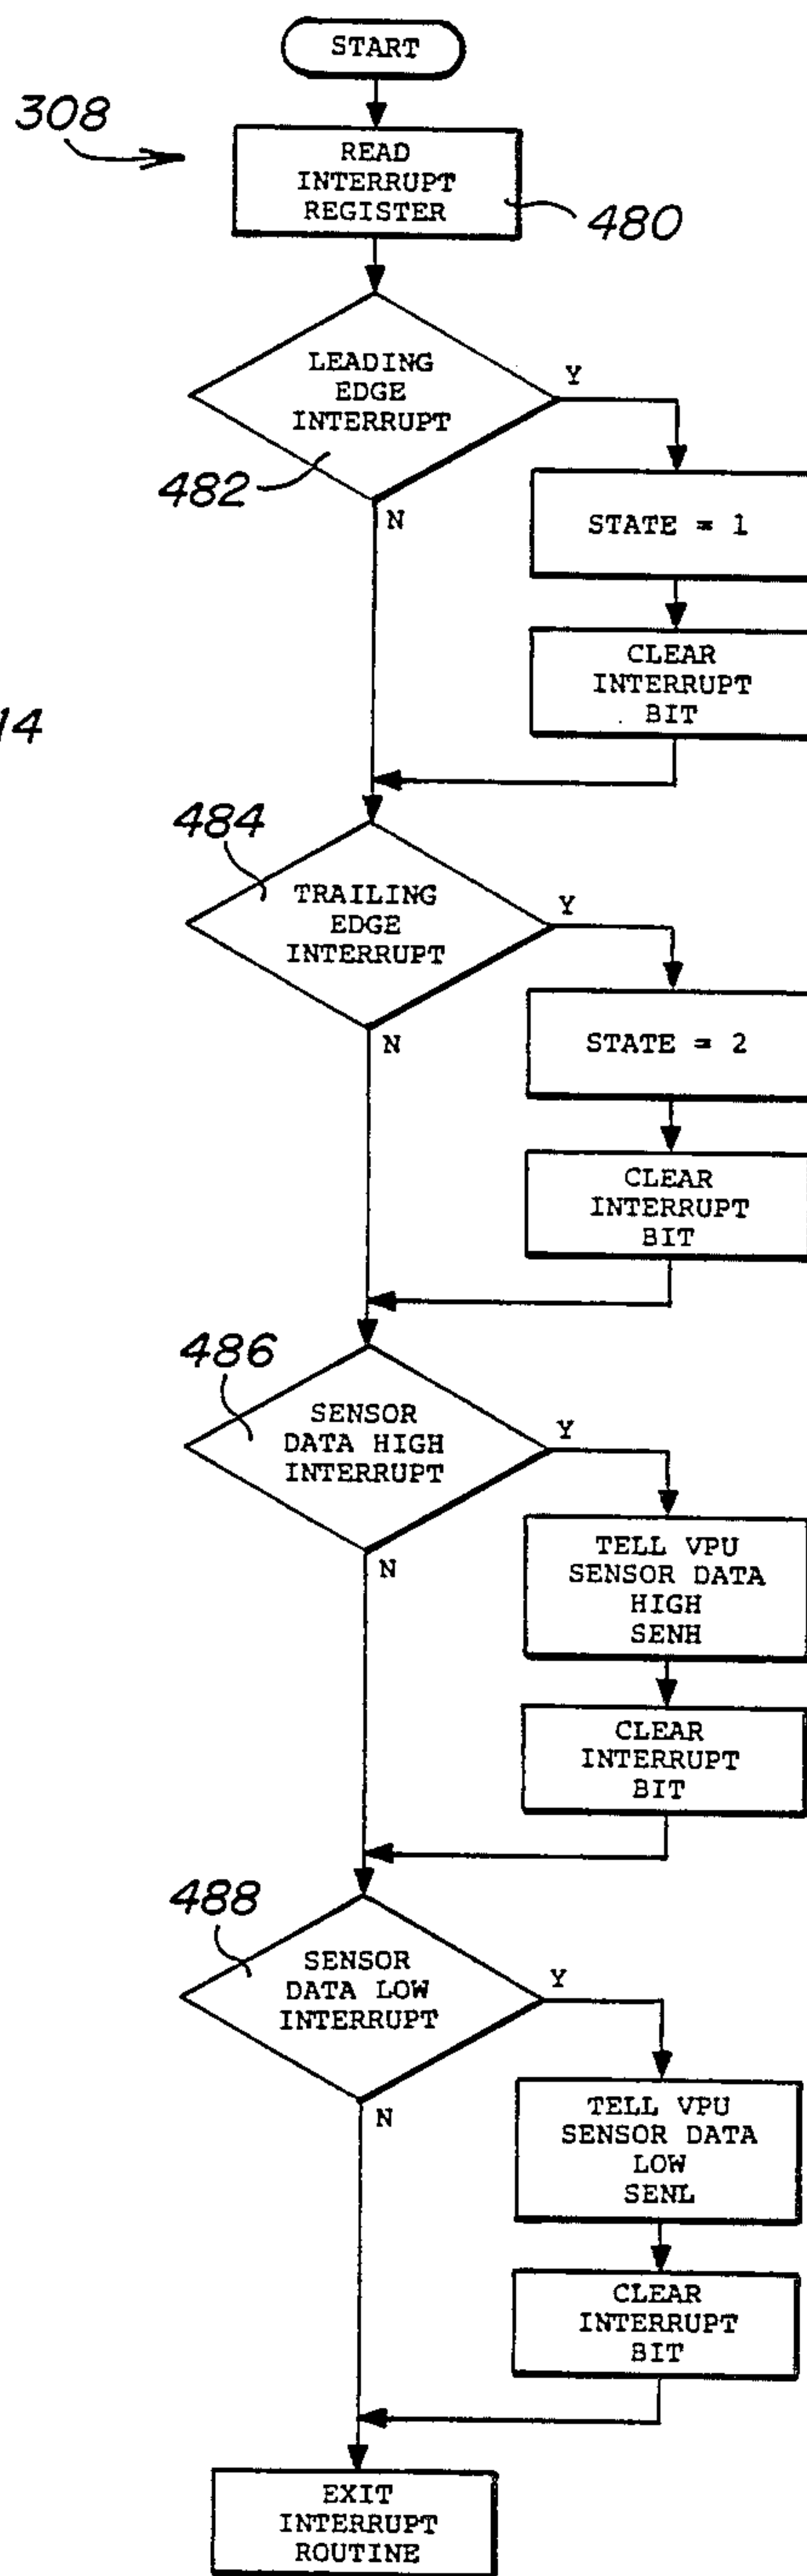 START
308
READ
INTERRUPT
REGISTER
480
LEADING
EDGE
INTERRUPT
Y
482
N
STATE = 1
CLEAR
INTERRUPT
BIT
14
484
TRAILING
EDGE
INTERRUPT
Y
N
STATE = 2
CLEAR
INTERRUPT
BIT
486
SENSOR
DATA HIGH
INTERRUPT
Y
N
TELL VPU
SENSOR DATA
HIGH
SENH
CLEAR
INTERRUPT
BIT
488
SENSOR
DATA LOW
INTERRUPT
Y
N
TELL VPU
SENSOR DATA
LOW
SENL
CLEAR
INTERRUPT
BIT
EXIT
INTERRUPT
ROUTINE